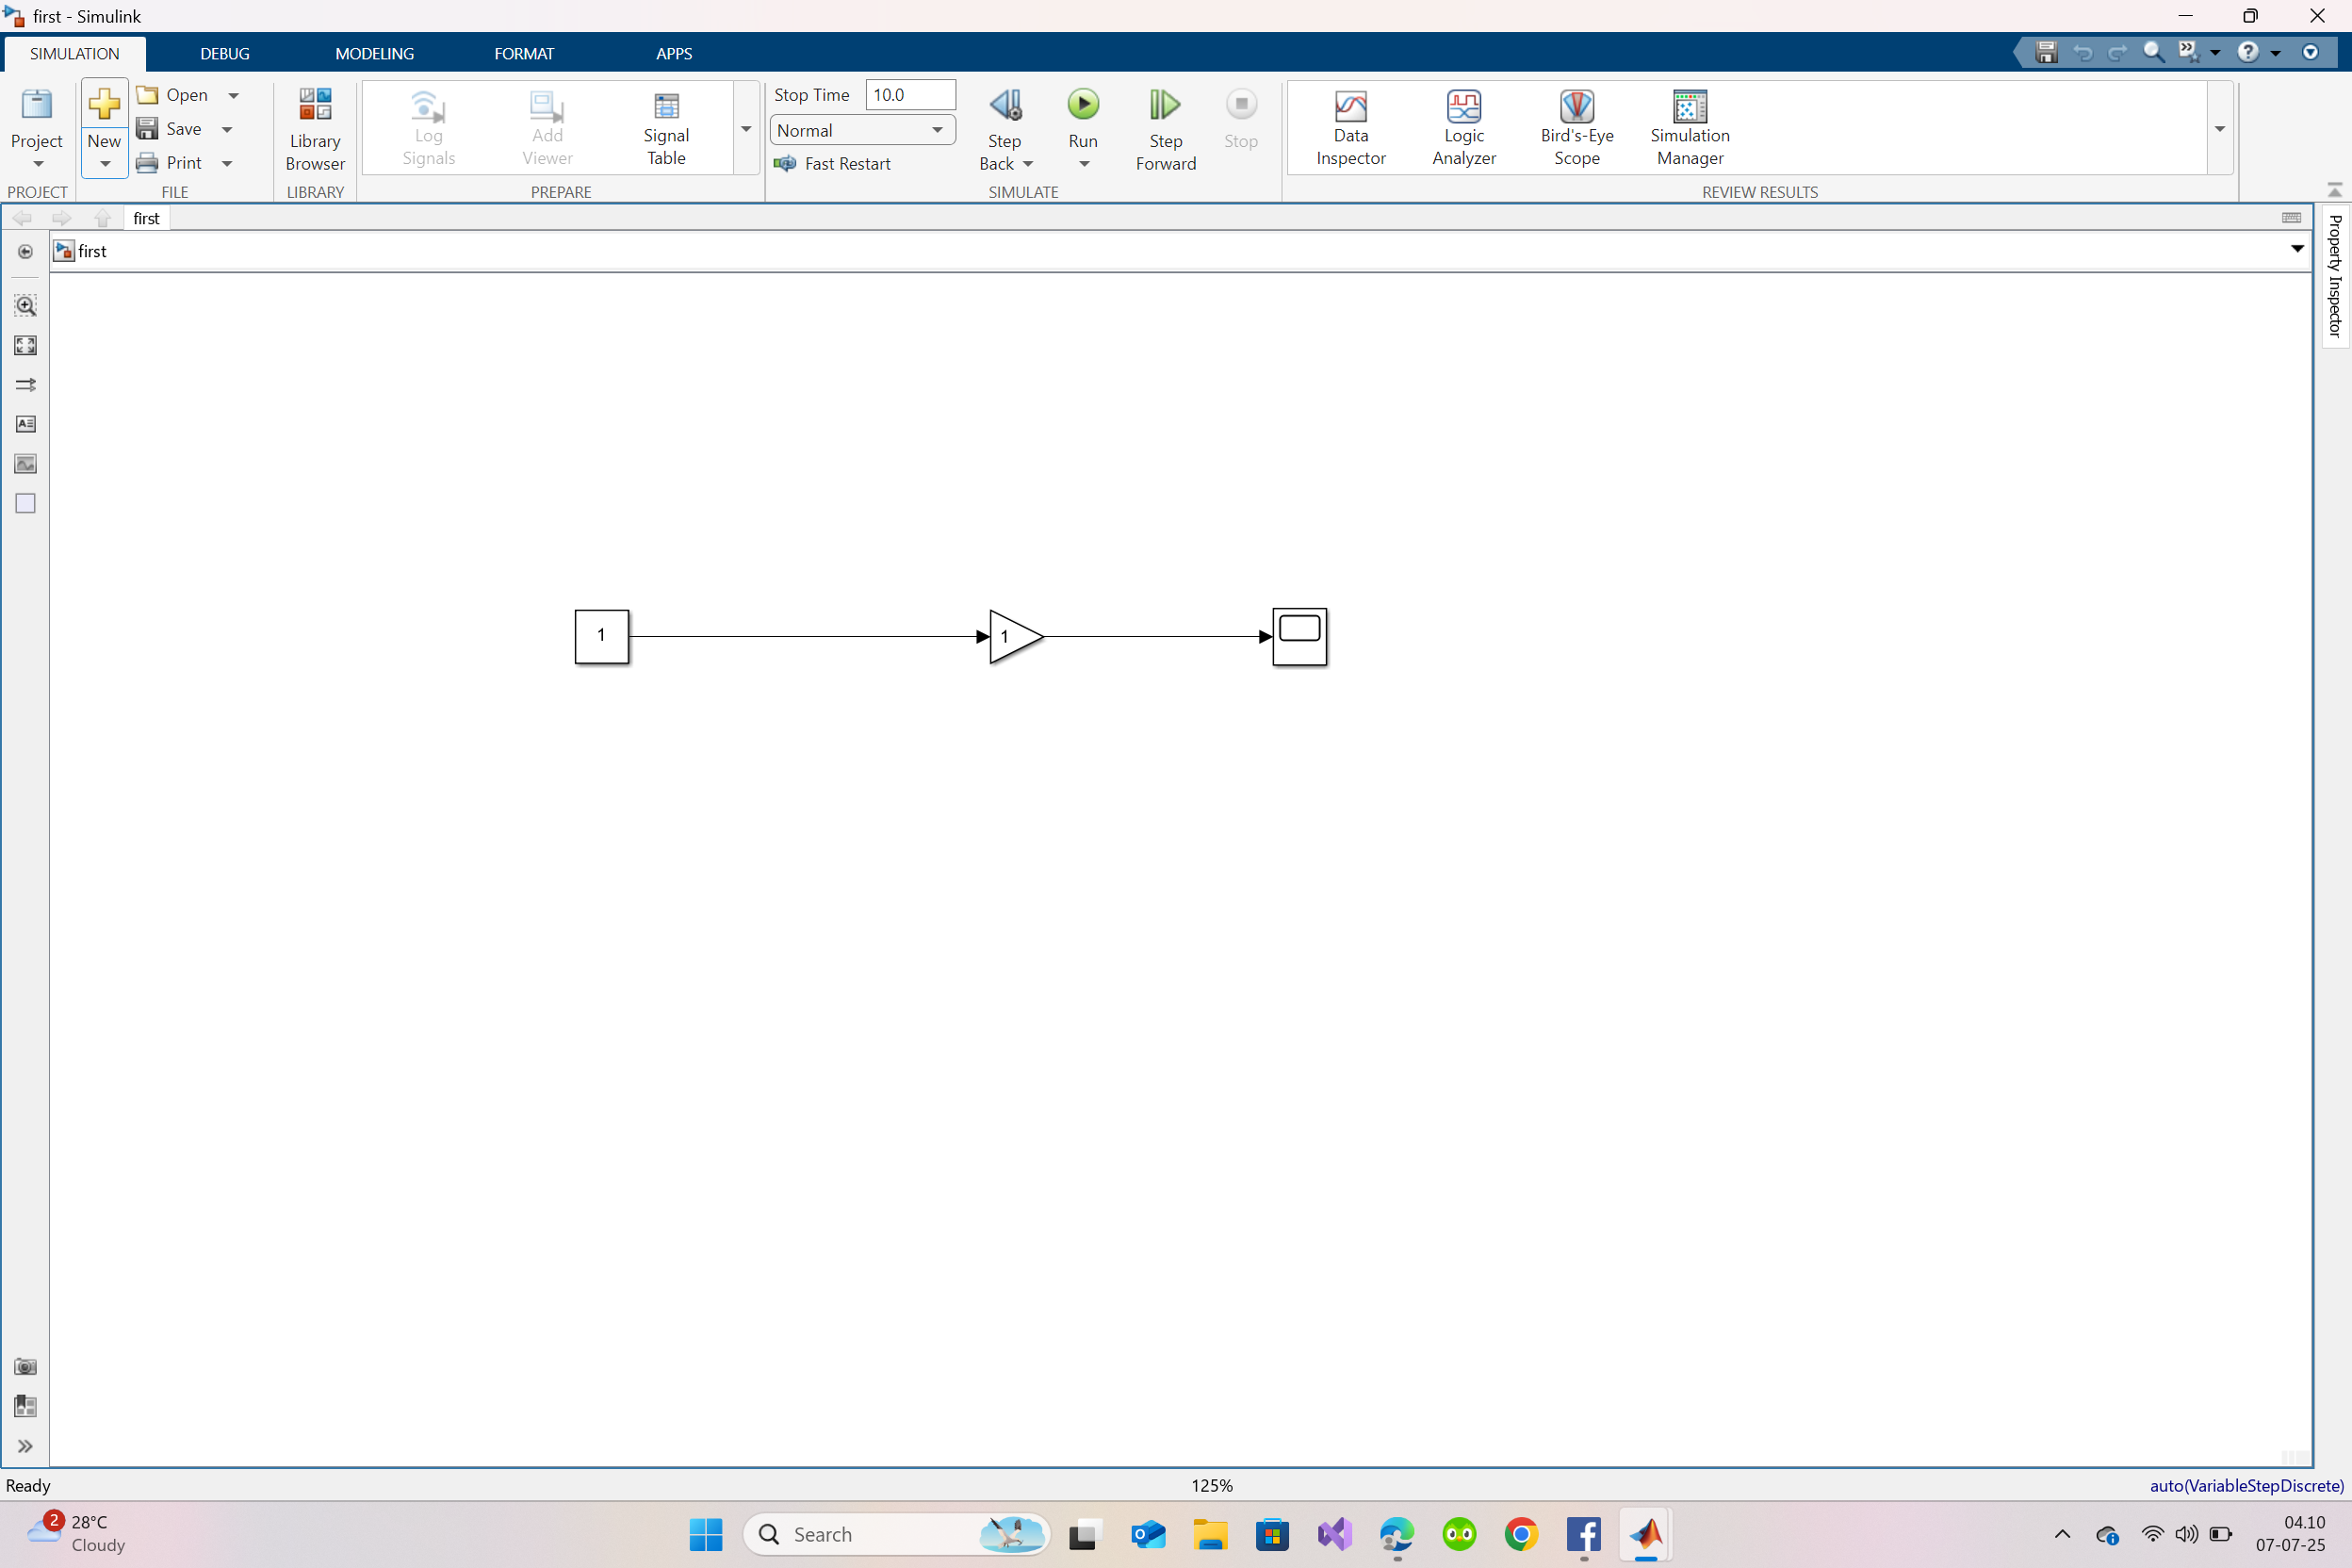 first - Simulink
SIMULATION DEBUG MODELING FORMAT APPS
Project
New
Open
Save
Print
Library
Browser
Log
Signals
Add
Viewer
Signal
Table
Stop Time 10.0
Normal
Fast Restart
Step
Back
Run
Step
Forward
Stop
Data
Inspector
Logic
Analyzer
Bird's-Eye
Scope
Simulation
Manager
PROJECT FILE LIBRARY PREPARE SIMULATE REVIEW RESULTS
first
first
Property Inspector
1
1
Ready 125% auto(VariableStepDiscrete)
2
28°C
Cloudy
Search
04.10
07-07-25